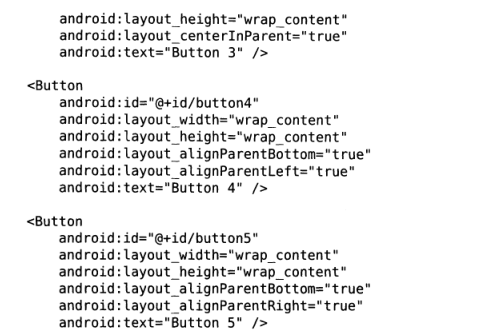 android:layout_height="wrap_content"
android:layout_centerInParent="true"
android:text="Button 3" />
<Button
android:id="@+id/button4"
android:layout_width="wrap_content"
android:layout_height="wrap_content"
android:layout_alignParentBottom="true"
android:layout_alignParentLeft="true"
android:text="Button 4" />
<Button
android:id="@+id/button5"
android:layout_width="wrap_content"
android:layout_height="wrap_content"
android:layout_alignParentBottom="true"
android:layout_alignParentRight="true"
android:text="Button 5" />